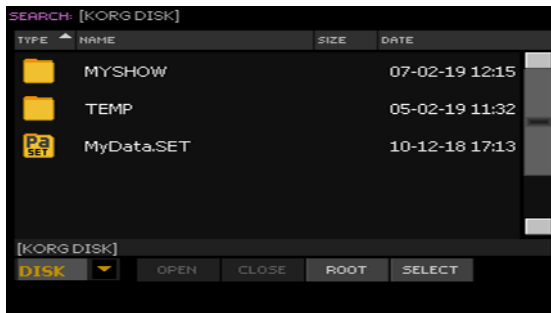 SEARCH: [KORG DISK]
TYPE NAME SIZE DATE
MYSHOW 07-02-19 12:15
TEMP 05-02-19 11:32
Pa SET MyData.SET 10-12-18 17:13
[KORG DISK]
DISK OPEN CLOSE ROOT SELECT